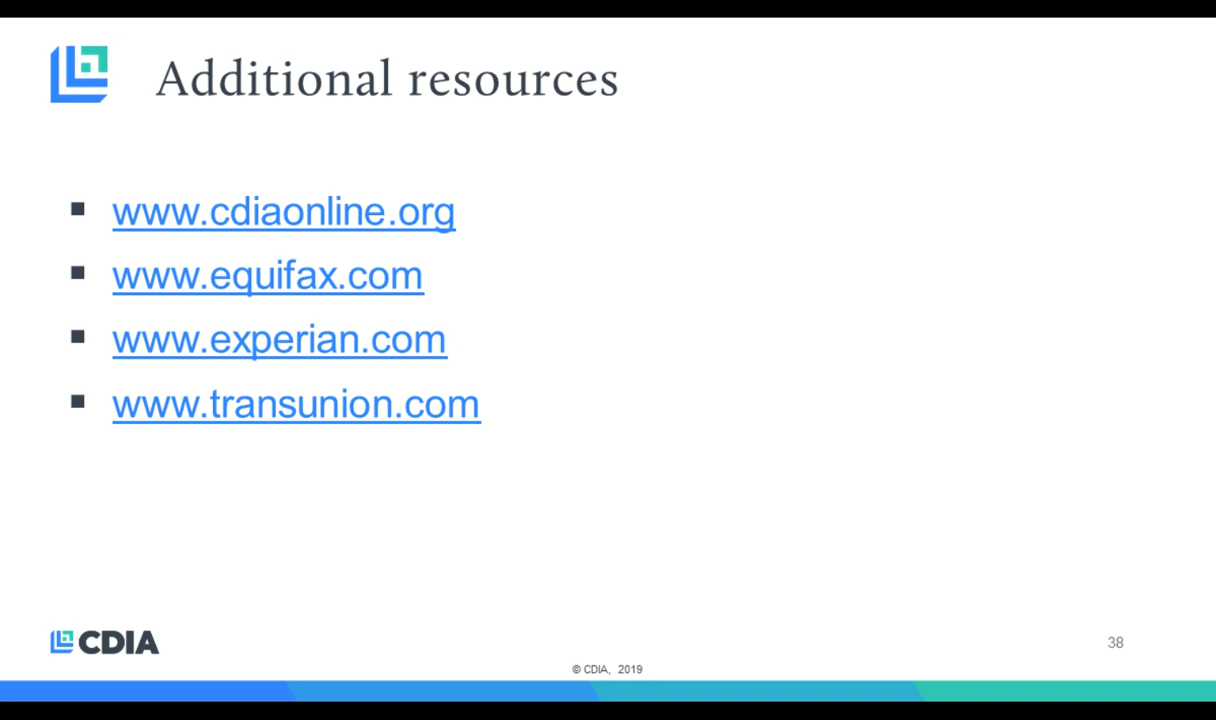 Additional resources
www.cdiaonline.org
www.equifax.com
www.experian.com
www.transunion.com
CDIA
38
© CDIA, 2019